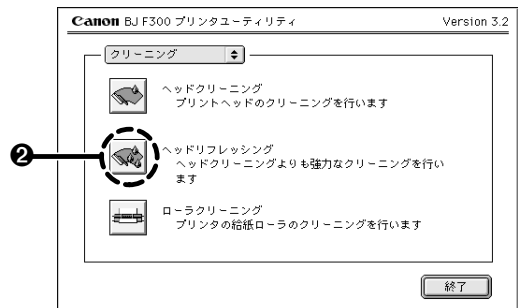 Canon BJ F300 プリンタユーティリティ Version 3.2
クリーニング
ヘッドクリーニング
プリントヘッドのクリーニングを行います
❷
ヘッドリフレッシング
ヘッドクリーニングよりも強力なクリーニングを行い
ます
ローラクリーニング
プリンタの給紙ローラのクリーニングを行います
終了